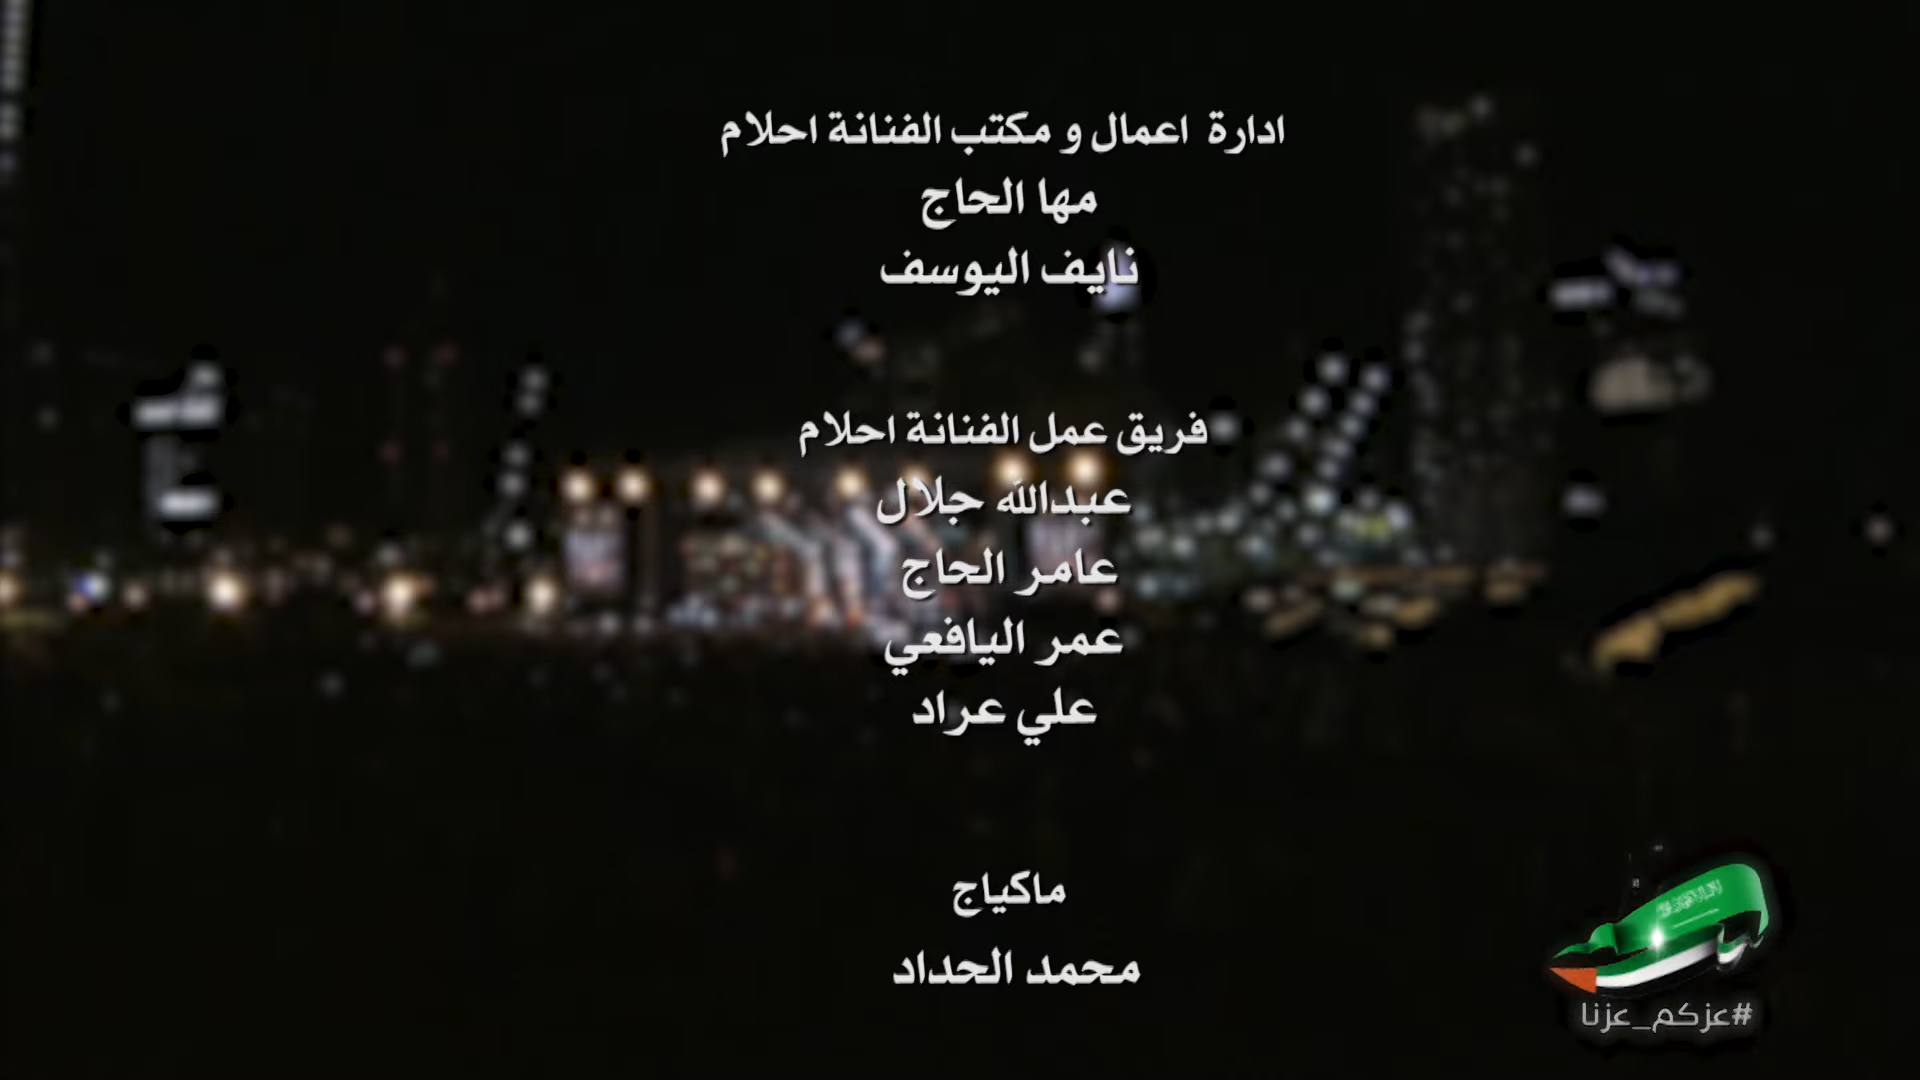 ادارة اعمال و مكتب الفنانة احلام
مها الحاج
نايف اليوسف
فريق عمل الفنانة احلام
عبدالله جلال
عامر الحاج
عمر اليافعي
علي عراد
ماكياج
محمد الحداد
#عزكم_عزنا